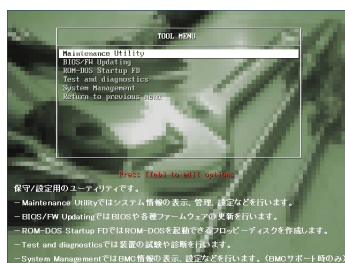 TOOL MENU
Maintenance Utility
BIOS/FW Updating
ROM-DOS Startup FD
Test and diagnostics
System Management
Return to previous menu
Press [Tab] to edit options
保守/設定用のユーティリティです。
－Maintenance Utilityではシステム情報の表示、管理、設定などを行います。
－BIOS/FW UpdatingではBIOSや各種ファームウェアの更新を行います。
－ROM-DOS Startup FDではROM-DOSを起動できるフロッピーディスクを作成します。
－Test and diagnosticsでは装置の試験や診断を行います。
－System ManagementではBMC情報の表示、設定などを行います。（BMCサポート時のみ）